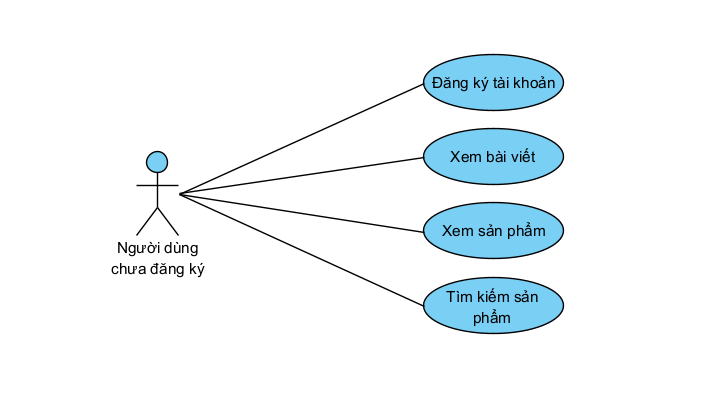 Đăng ký tài khoản
Xem bài viết
Xem sản phẩm
Tìm kiếm sản
phẩm
Người dùng
chưa đăng ký